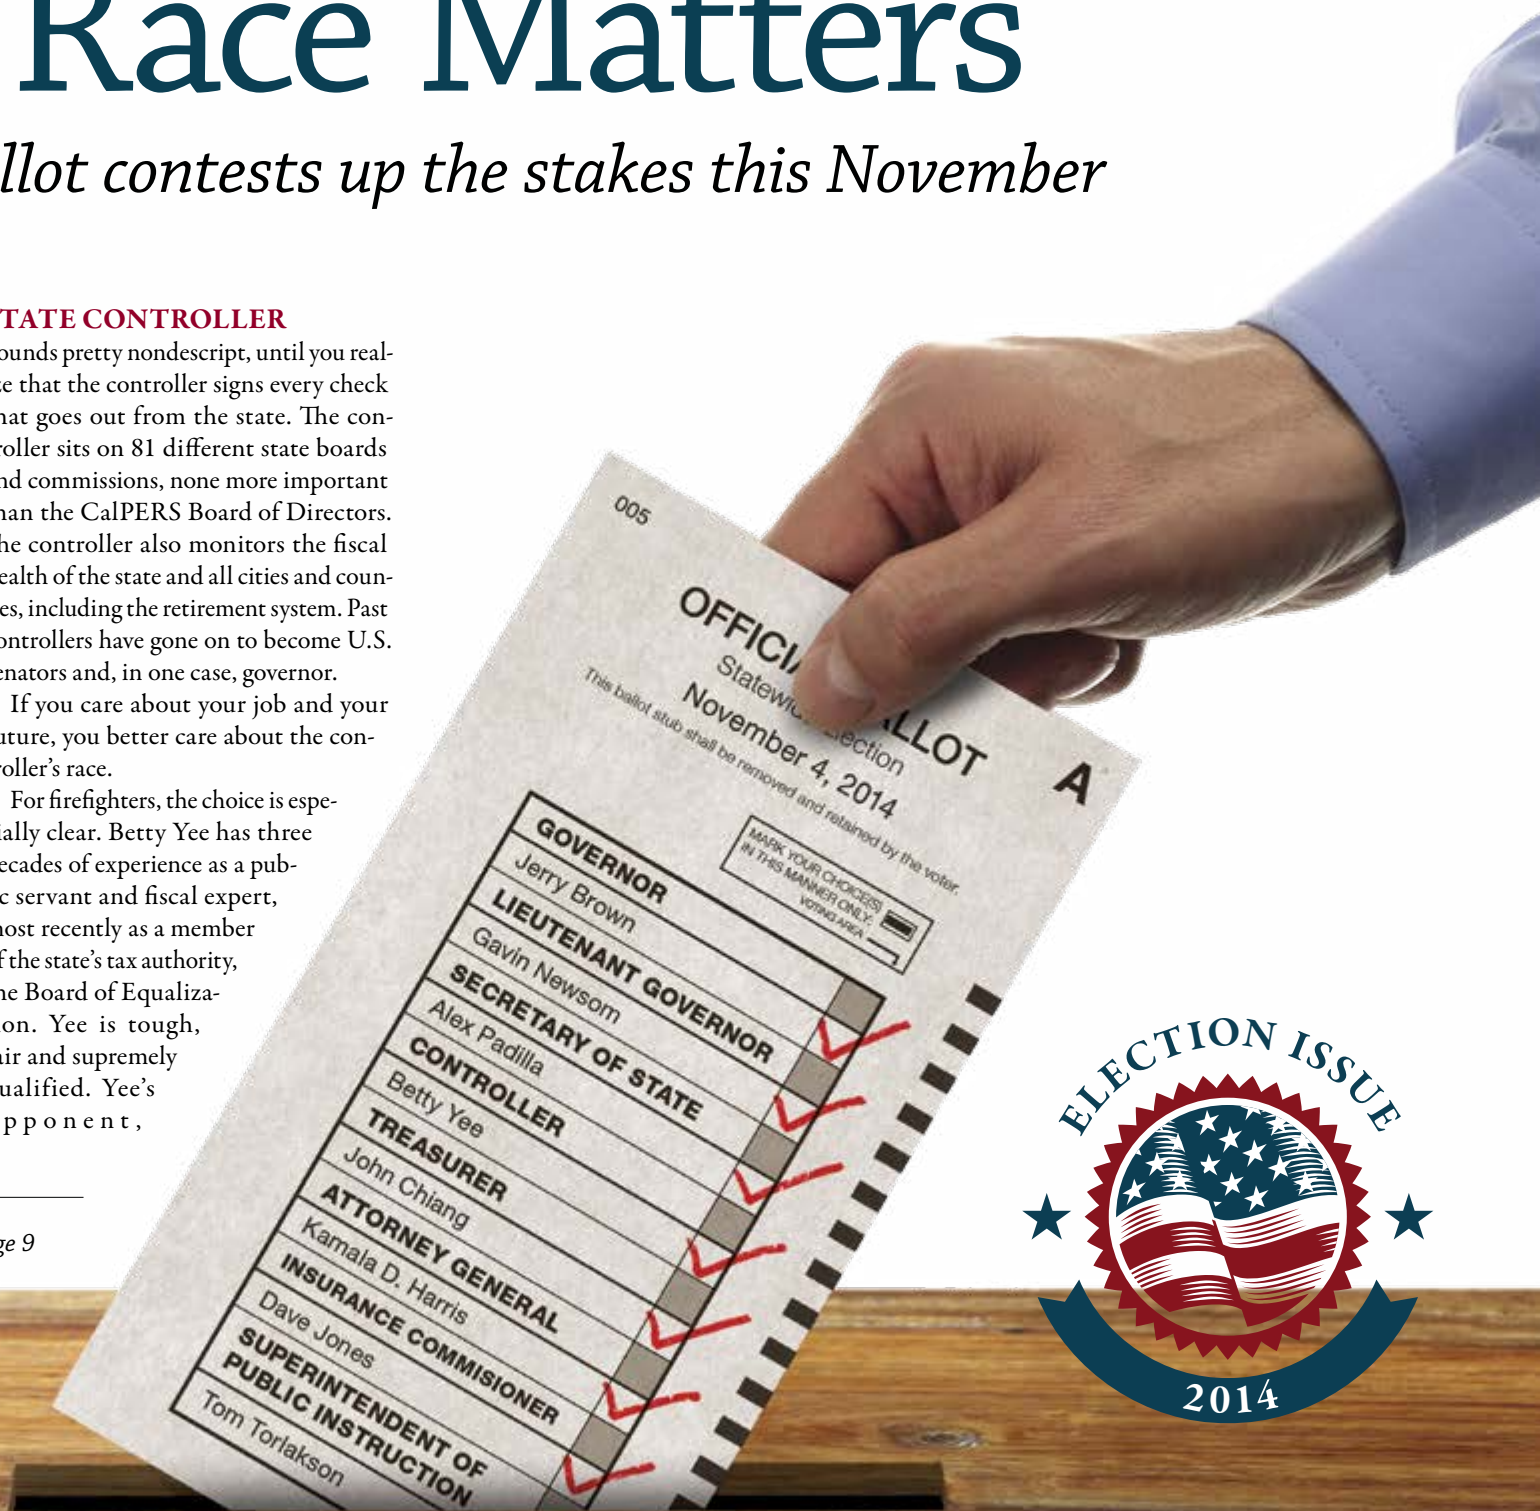 Race Matters
llot contests up the stakes this November
TATE CONTROLLER
ounds pretty nondescript, until you real-
ze that the controller signs every check
hat goes out from the state. The con-
roller sits on 81 different state boards
nd commissions, none more important
han the CalPERS Board of Directors.
he controller also monitors the fiscal
ealth of the state and all cities and coun-
es, including the retirement system. Past
ontrollers have gone on to become U.S.
enators and, in one case, governor.
If you care about your job and your
uture, you better care about the con-
roller's race.
For firefighters, the choice is espe-
ially clear. Betty Yee has three
ecades of experience as a pub-
c servant and fiscal expert,
most recently as a member
f the state's tax authority,
he Board of Equaliza-
on. Yee is tough,
air and supremely
ualified. Yee's
pponent,
ge 9
005
OFFICIA ALLOT
Statewi ection
November 4, 2014
This ballot stub shall be removed and retained by the voter.
A
MARK YOUR CHOICE(S)
IN THIS MANNER ONLY:
VOTING AREA
GOVERNOR
Jerry Brown
LIEUTENANT GOVERNOR
Gavin Newsom
SECRETARY OF STATE
Alex Padilla
CONTROLLER
Betty Yee
TREASURER
John Chiang
ATTORNEY GENERAL
Kamala D. Harris
INSURANCE COMMISIONER
Dave Jones
SUPERINTENDENT OF
PUBLIC INSTRUCTION
Tom Torlakson
ELECTION ISSUE
2014